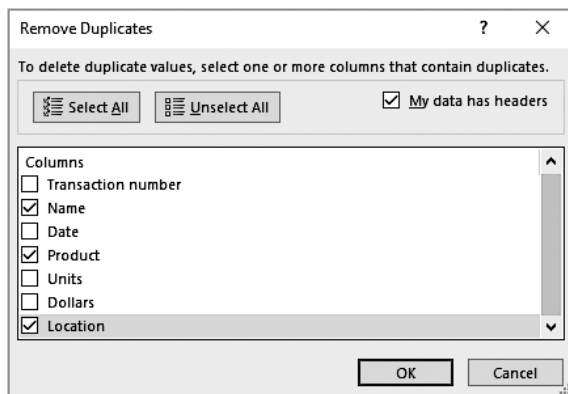 Remove Duplicates ?
To delete duplicate values, select one or more columns that contain duplicates.
Select All Unselect All My data has headers
Columns
Transaction number
Name
Date
Product
Units
Dollars
Location
OK Cancel